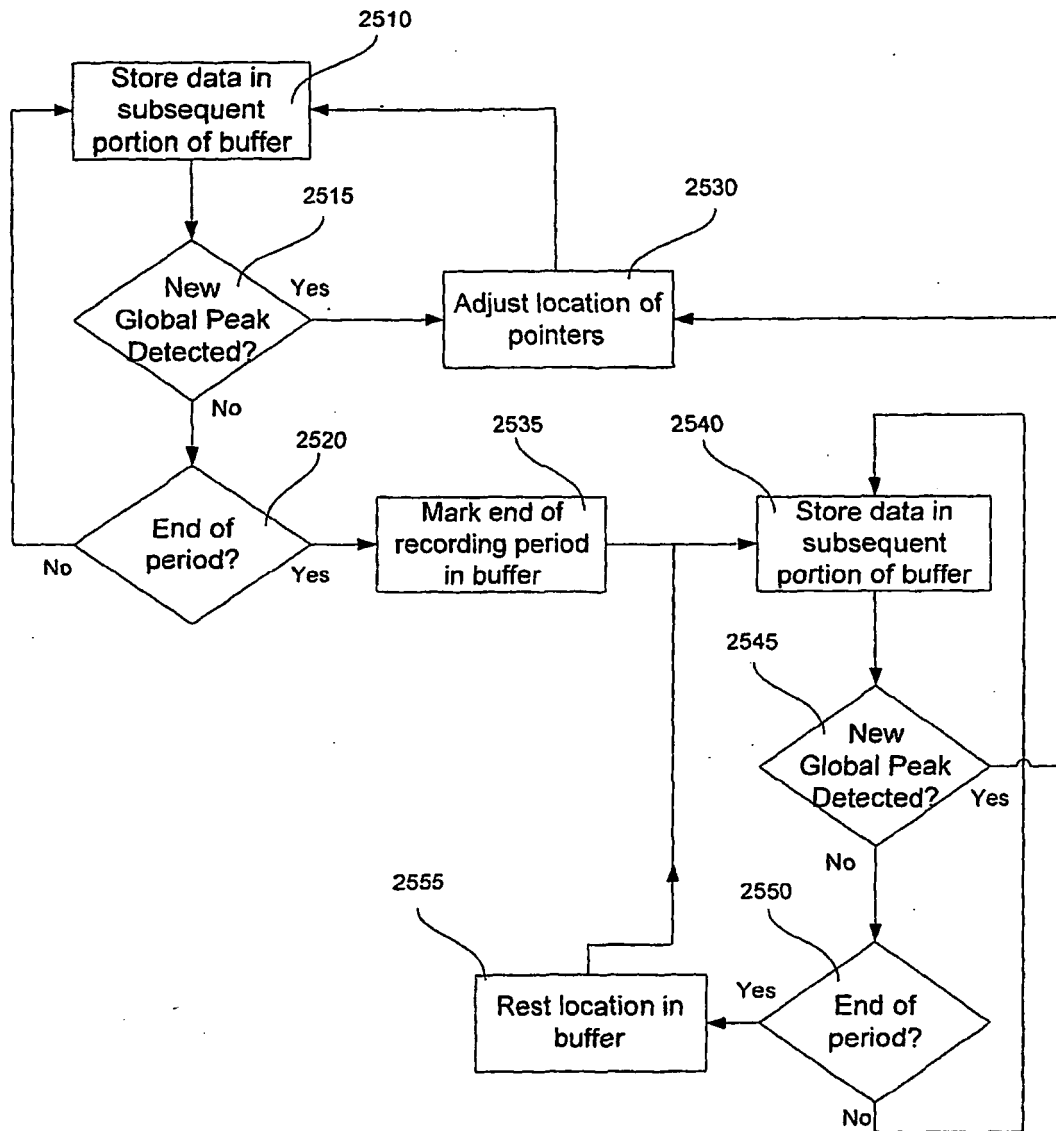 2510
Store data in
subsequent
portion of buffer
2515
New
Global Peak
Detected?
Yes
No
2530
Adjust location of
pointers
2520
End of
period?
No
Yes
2535
Mark end of
recording period
in buffer
2540
Store data in
subsequent
portion of buffer
2545
New
Global Peak
Detected?
Yes
No
2550
End of
period?
Yes
No
2555
Rest location in
buffer